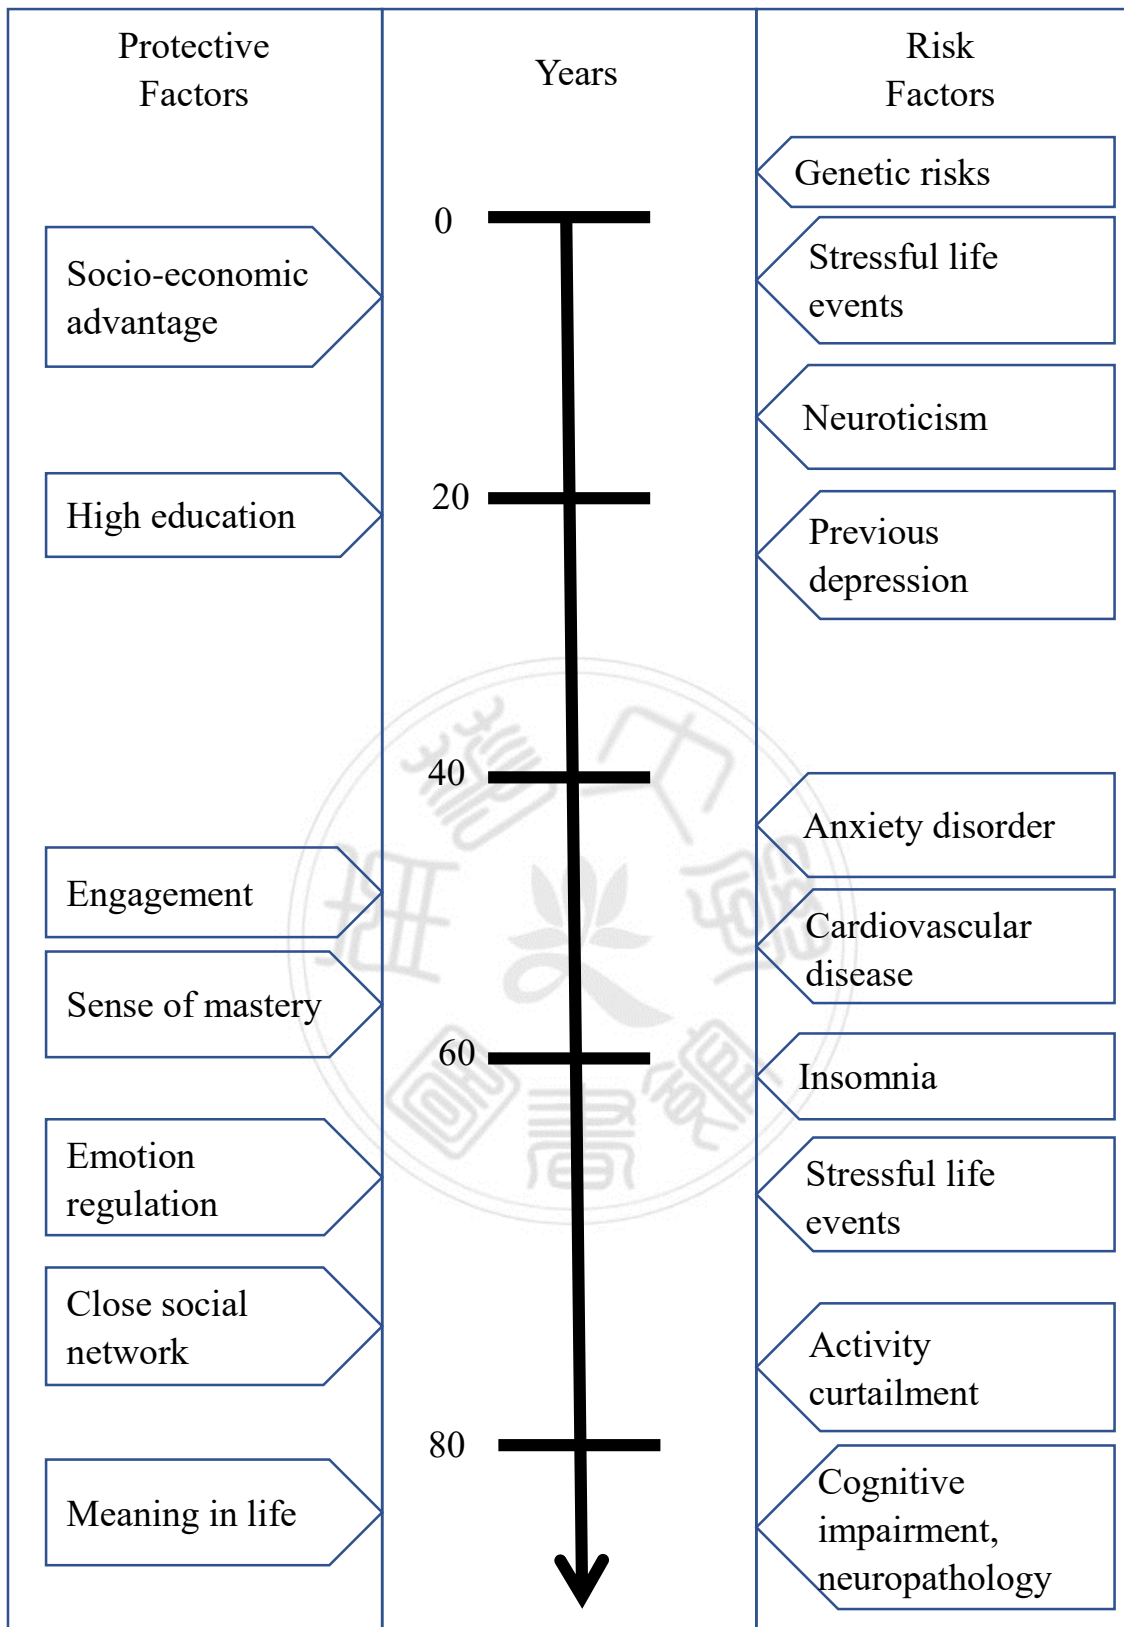 Protective
Factors
Years
Risk
Factors
Genetic risks
0
Socio-economic
advantage
Stressful life
events
Neuroticism
20
High education
Previous
depression
40
Anxiety disorder
Engagement
Cardiovascular
disease
Sense of mastery
60
Insomnia
Emotion
regulation
Stressful life
events
Close social
network
Activity
curtailment
80
Meaning in life
Cognitive
impairment,
neuropathology